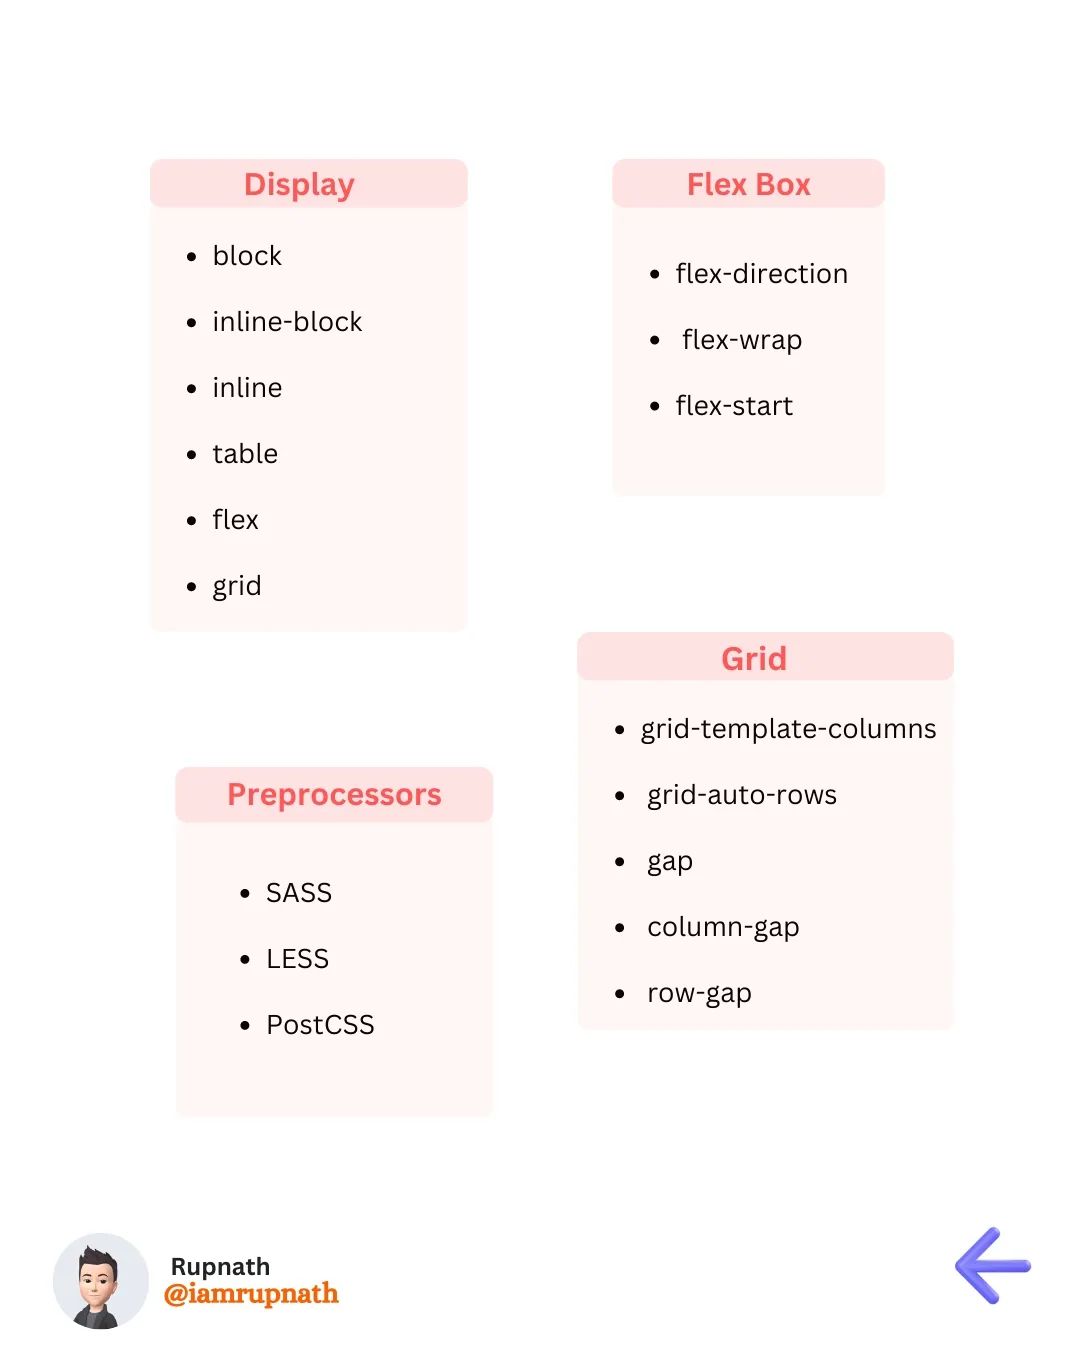 Display
• block
• inline-block
• inline
• table
• flex
• grid
Flex Box
• flex-direction
• flex-wrap
• flex-start
Preprocessors
• SASS
• LESS
• PostCSS
Grid
• grid-template-columns
• grid-auto-rows
• gap
• column-gap
• row-gap
Rupnath
@iamrupnath